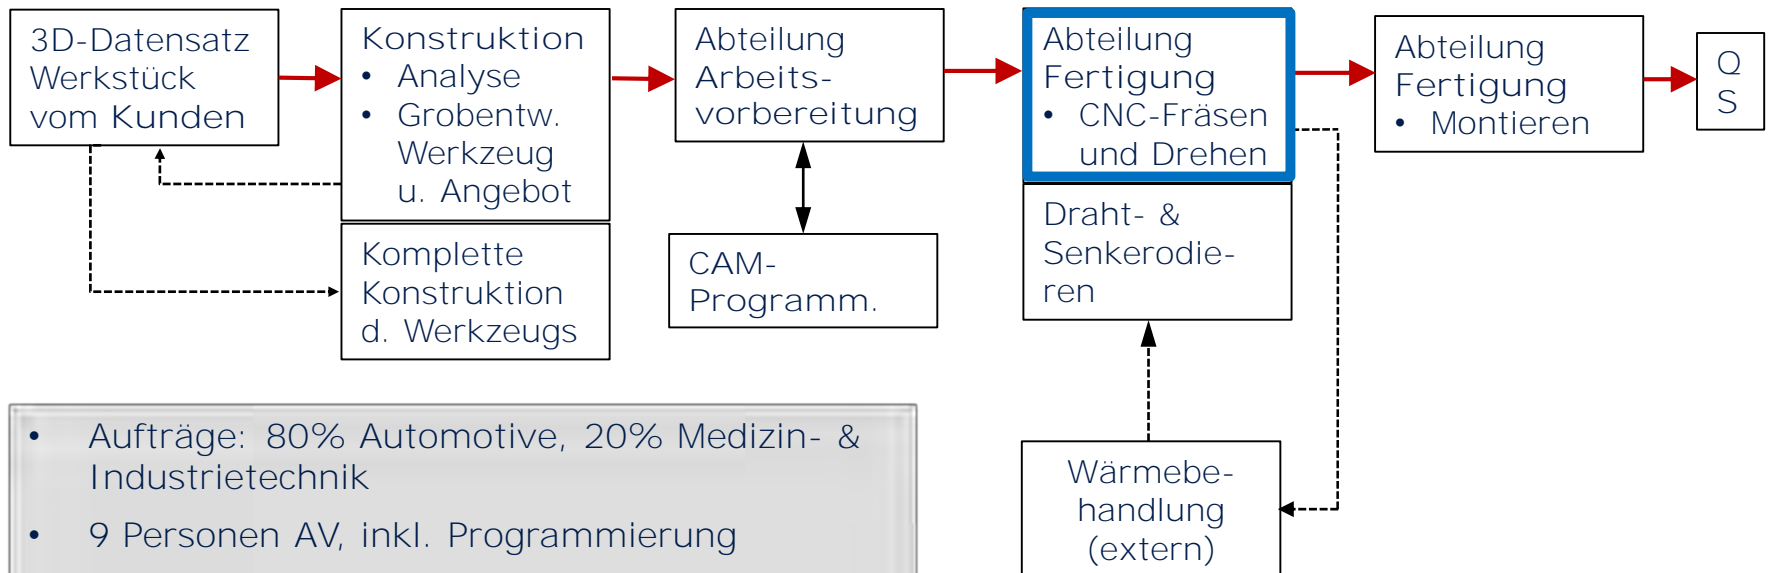 3D-Datensatz
Werkstück
vom Kunden
Konstruktion
• Analyse
• Grobentw.
Werkzeug
u. Angebot
Komplette
Konstruktion
d. Werkzeugs
Abteilung
Arbeits-
vorbereitung
CAM-
Programm.
Abteilung
Fertigung
• CNC-Fräsen
und Drehen
Draht- &
Senkerodie-
ren
Wärmebe-
handlung
(extern)
Abteilung
Fertigung
• Montieren
Q
S
• Aufträge: 80% Automotive, 20% Medizin- &
Industrietechnik
• 9 Personen AV, inkl. Programmierung